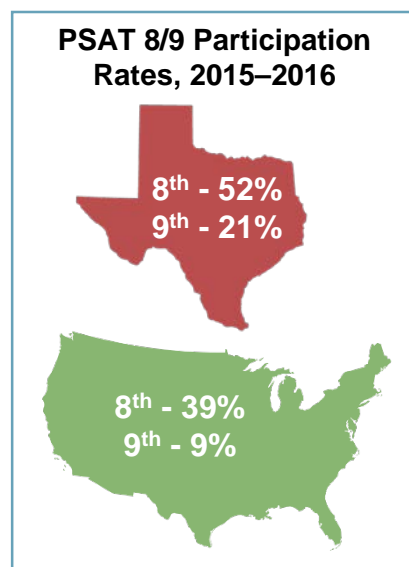 PSAT 8/9 Participation
Rates, 2015–2016
8th - 52%
9th - 21%
8th - 39%
9th - 9%